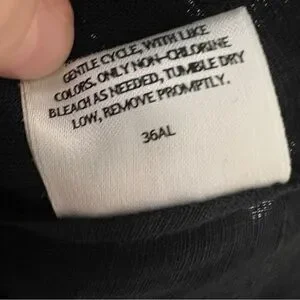 GENTLE CYCLE, WITH LIKE
COLORS. ONLY NON-CHLORINE
BLEACH AS NEEDED, TUMBLE DRY
LOW, REMOVE PROMPTLY.
36AL